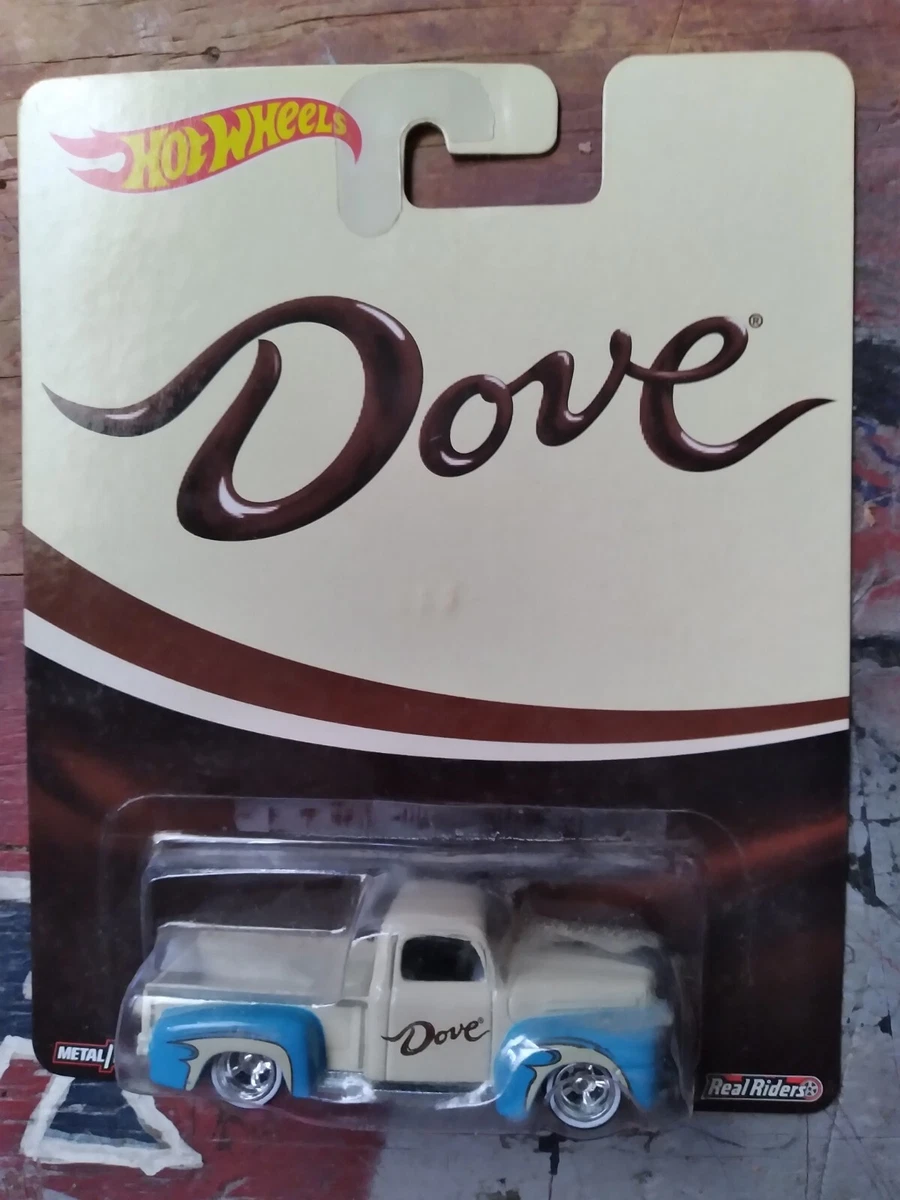 HOT WHEELS
Dove®
Dove®
METAL/
Real Riders